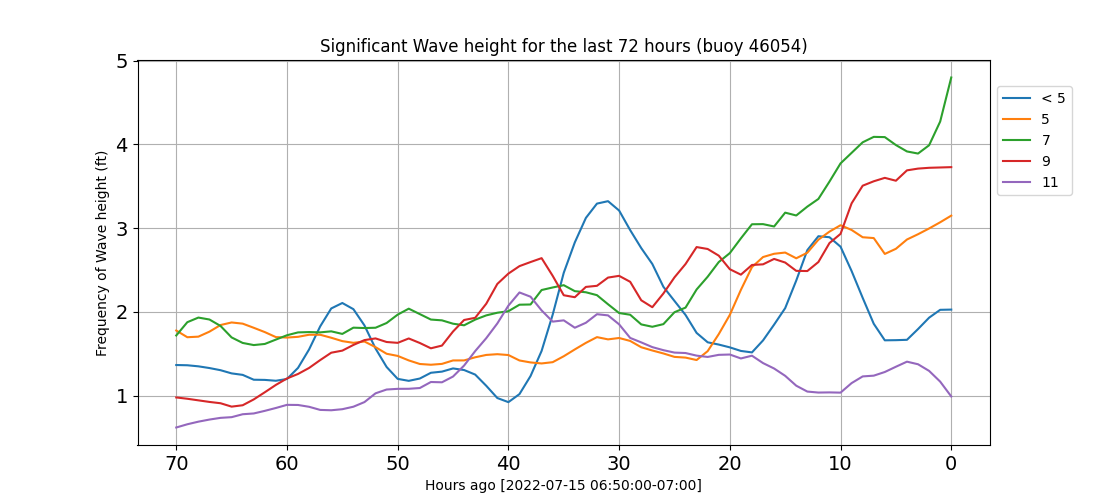 Significant Wave height for the last 72 hours (buoy 46054)
Frequency of Wave height (ft)
5
4
3
2
1
70 60 50 40 30 20 10 0
Hours ago [2022-07-15 06:50:00-07:00]
< 5
5
7
9
11